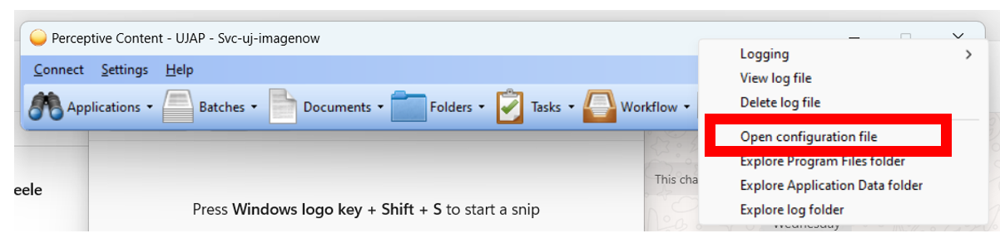 Perceptive Content - UJAP - Svc-uj-imagenow
Connect Settings Help
Applications Batches Documents Folders Tasks Workflow
Logging
View log file
Delete log file
Open configuration file
Explore Program Files folder
Explore Application Data folder
Explore log folder
eele
This cha
Press Windows logo key + Shift + S to start a snip
Wednesday